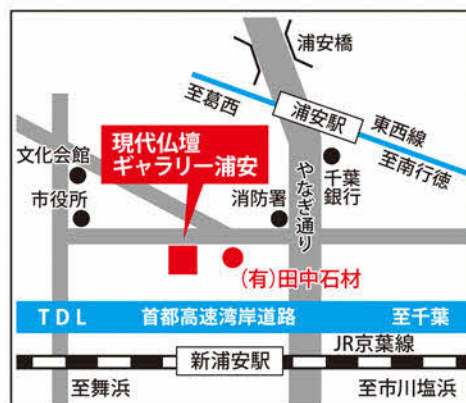 浦安橋
至葛西
浦安駅
東西線
至南行徳
現代仏壇
ギャラリー浦安
文化会館
市役所
消防署
やなぎ通り
千葉
銀行
(有)田中石材
TDL
首都高速湾岸道路
至千葉
JR京葉線
新浦安駅
至舞浜
至市川塩浜